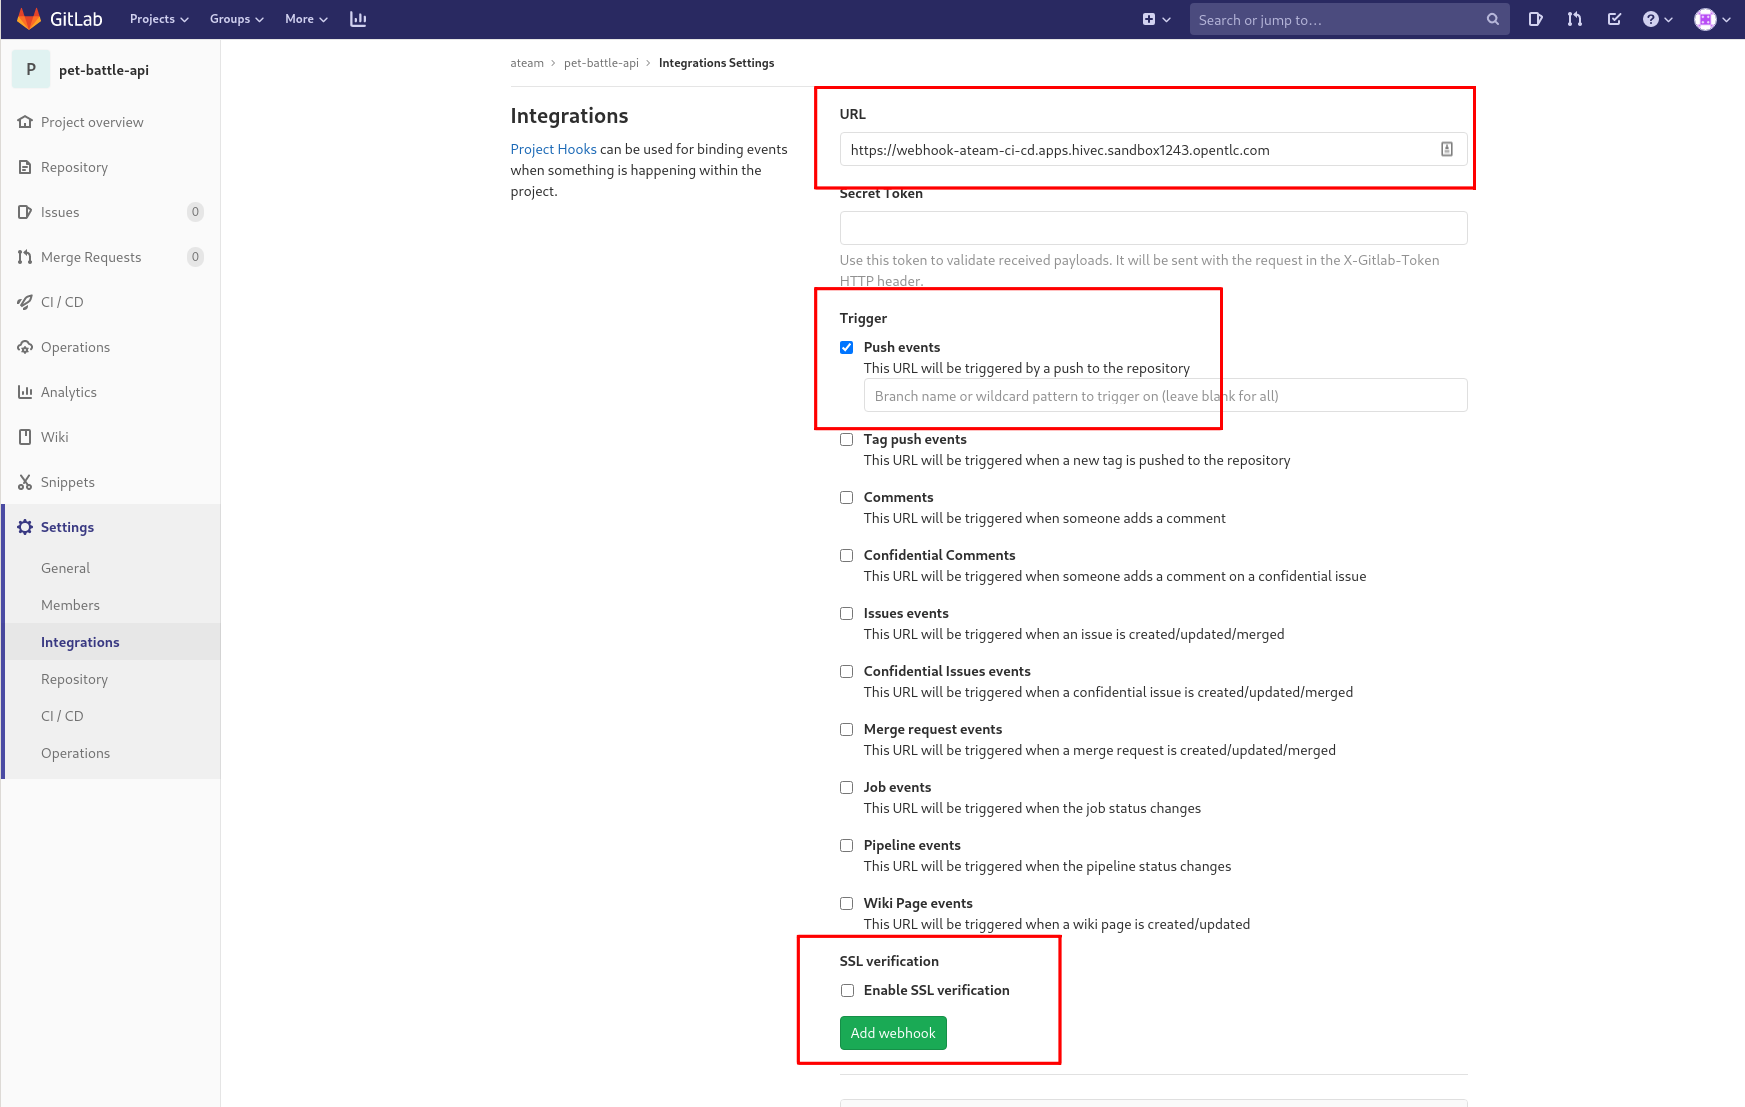 GitLab
Projects
Groups
More
Search or jump to…
P
pet-battle-api
Project overview
Repository
Issues
0
Merge Requests
0
CI / CD
Operations
Analytics
Wiki
Snippets
Settings
General
Members
Integrations
Repository
CI / CD
Operations
ateam > pet-battle-api > Integrations Settings
Integrations
Project Hooks can be used for binding events
when something is happening within the
project.
URL
https://webhook-ateam-ci-cd.apps.hivec.sandbox1243.opentlc.com
Secret Token
Use this token to validate received payloads. It will be sent with the request in the X-Gitlab-Token
HTTP header.
Trigger
Push events
This URL will be triggered by a push to the repository
Branch name or wildcard pattern to trigger on (leave blank for all)
Tag push events
This URL will be triggered when a new tag is pushed to the repository
Comments
This URL will be triggered when someone adds a comment
Confidential Comments
This URL will be triggered when someone adds a comment on a confidential issue
Issues events
This URL will be triggered when an issue is created/updated/merged
Confidential Issues events
This URL will be triggered when a confidential issue is created/updated/merged
Merge request events
This URL will be triggered when a merge request is created/updated/merged
Job events
This URL will be triggered when the job status changes
Pipeline events
This URL will be triggered when the pipeline status changes
Wiki Page events
This URL will be triggered when a wiki page is created/updated
SSL verification
Enable SSL verification
Add webhook